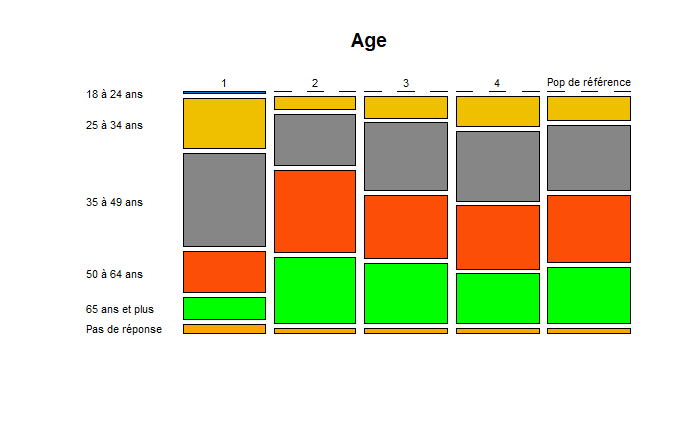 Age
1
2
3
4
Pop de référence
18 à 24 ans
25 à 34 ans
35 à 49 ans
50 à 64 ans
65 ans et plus
Pas de réponse